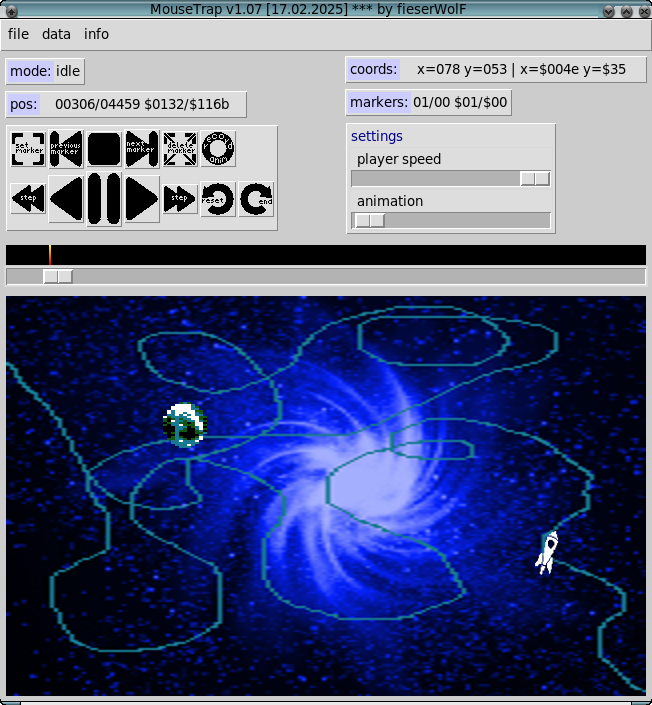 MouseTrap v1.07 [17.02.2025] *** by fieserWolF
file data info
mode: idle
coords: x=078 y=053 | x=$004e y=$35
pos: 00306/04459 $0132/$116b
markers: 01/00 $01/$00
set marker
previous marker
next marker
delete marker
record anim
settings
player speed
step
step
reset
end
animation